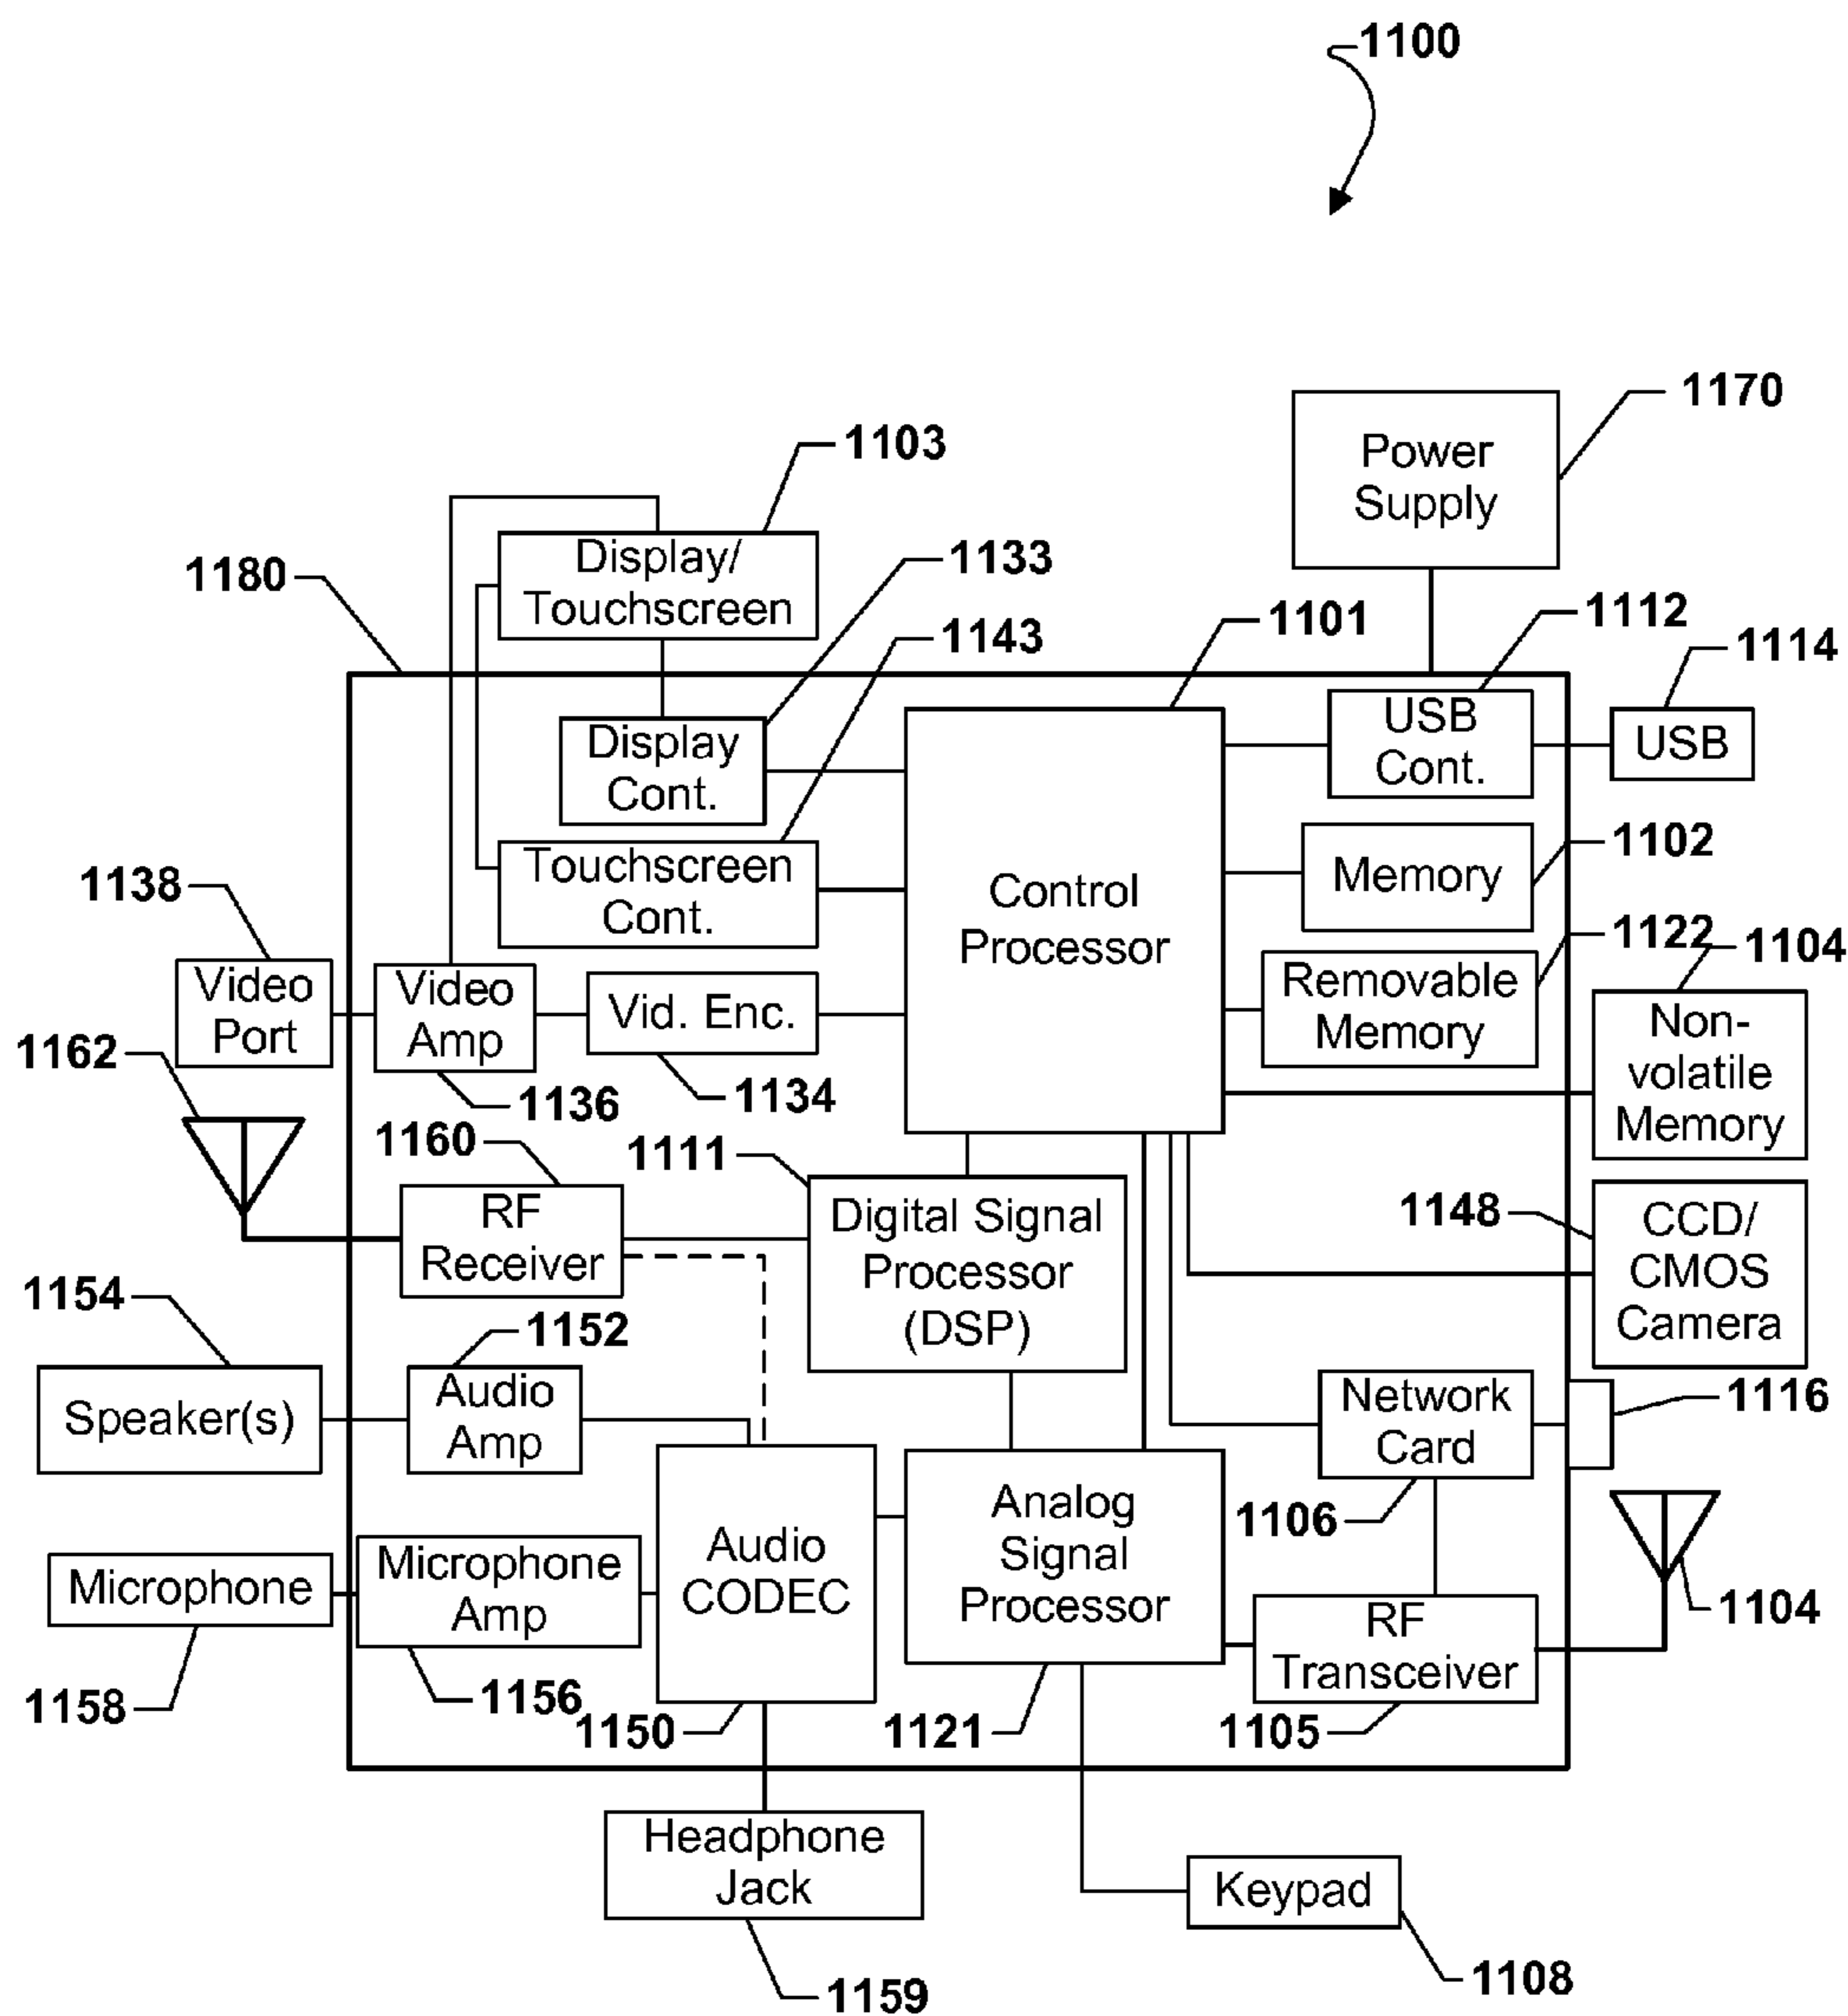 1100
1170
Power
Supply
1103
Display/
Touchscreen
1133
1180
1143
1101
1112
1114
USB
Cont.
USB
Display
Cont.
1102
Touchscreen
Cont.
Memory
Control
Processor
1138
1122
1104
Video
Port
Video
Amp
Vid. Enc.
Removable
Memory
Non-
volatile
Memory
1162
1136
1134
1160
1111
RF
Receiver
Digital Signal
Processor
(DSP)
1148
CCD/
CMOS
Camera
1154
1152
Speaker(s)
Audio
Amp
Network
Card
1116
1106
Analog
Signal
Processor
Audio
CODEC
Microphone
Microphone
Amp
RF
Transceiver
1104
1158
1156
1150
1121
1105
Headphone
Jack
Keypad
1159
1108